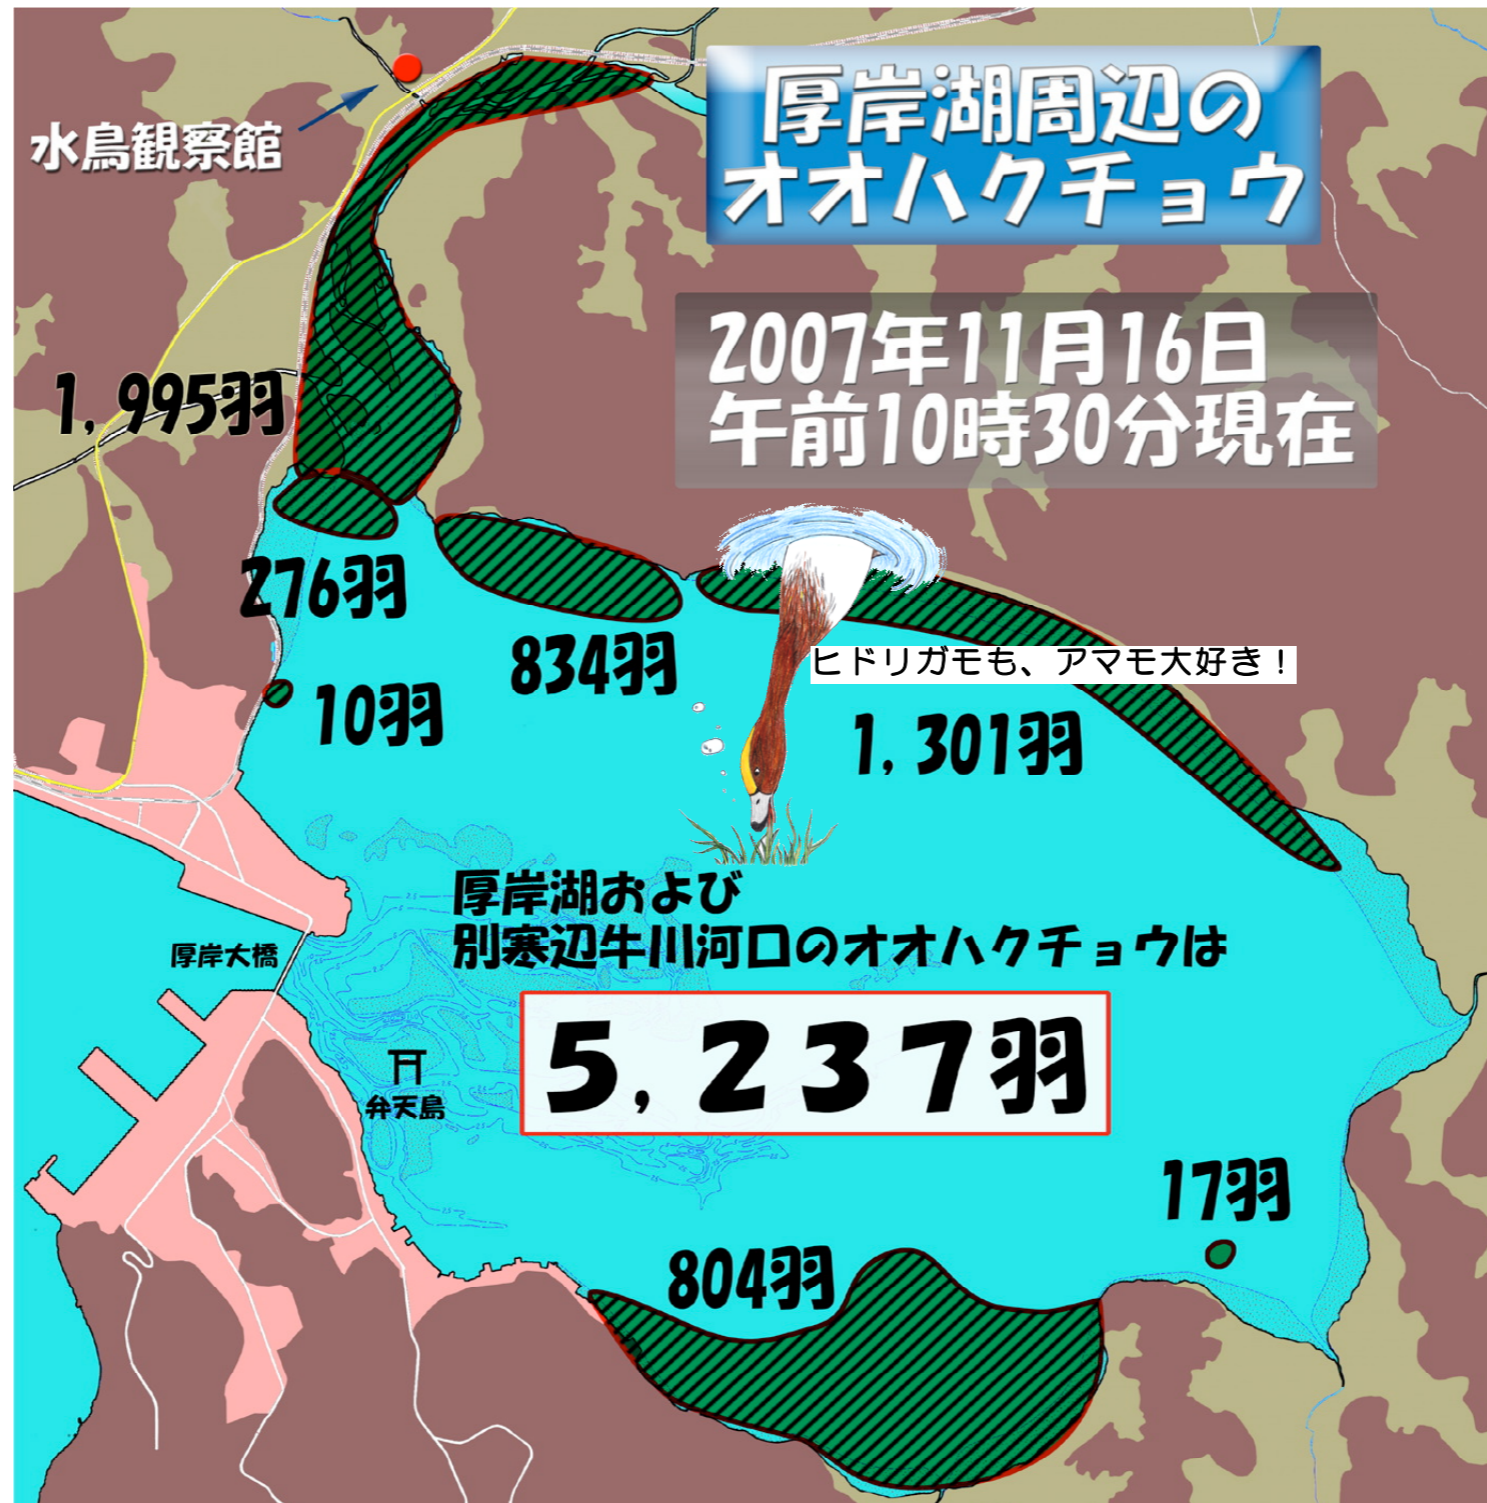 厚岸湖周辺の
オオハクチョウ
水鳥観察館
2007年11月16日
午前10時30分現在
1,995羽
276羽
834羽
ヒドリガモも、アマモ大好き！
10羽
1,301羽
厚岸湖および
別寒辺牛川河口のオオハクチョウは
厚岸大橋
5,237羽
弁天島
17羽
804羽